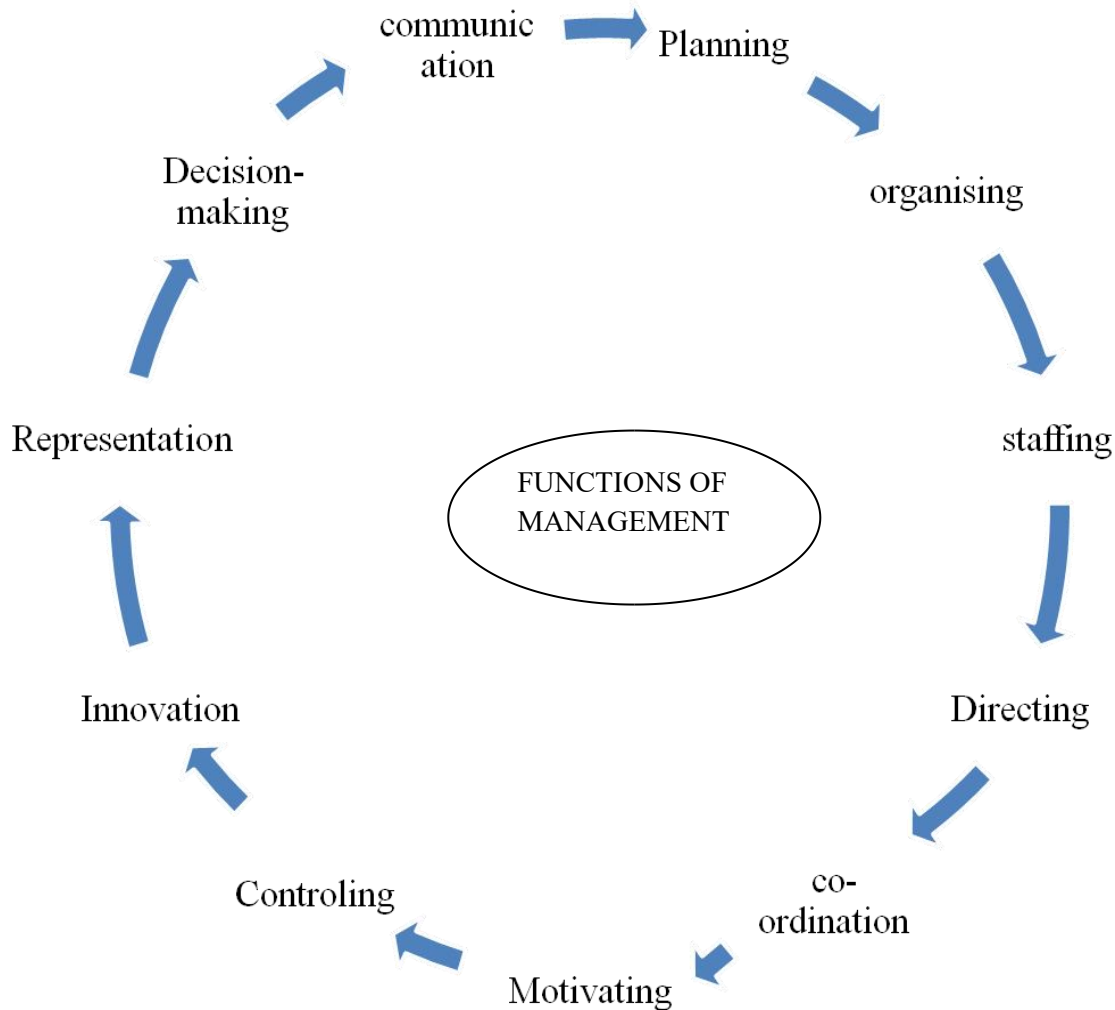 communic
ation
Planning
organising
staffing
Directing
co-
ordination
Motivating
Controling
Innovation
Representation
Decision-
making
FUNCTIONS OF
MANAGEMENT